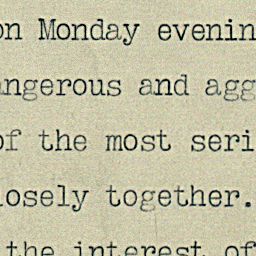 on Monday evenin
angerous and agg
of the most seri
losely together.
the interest of